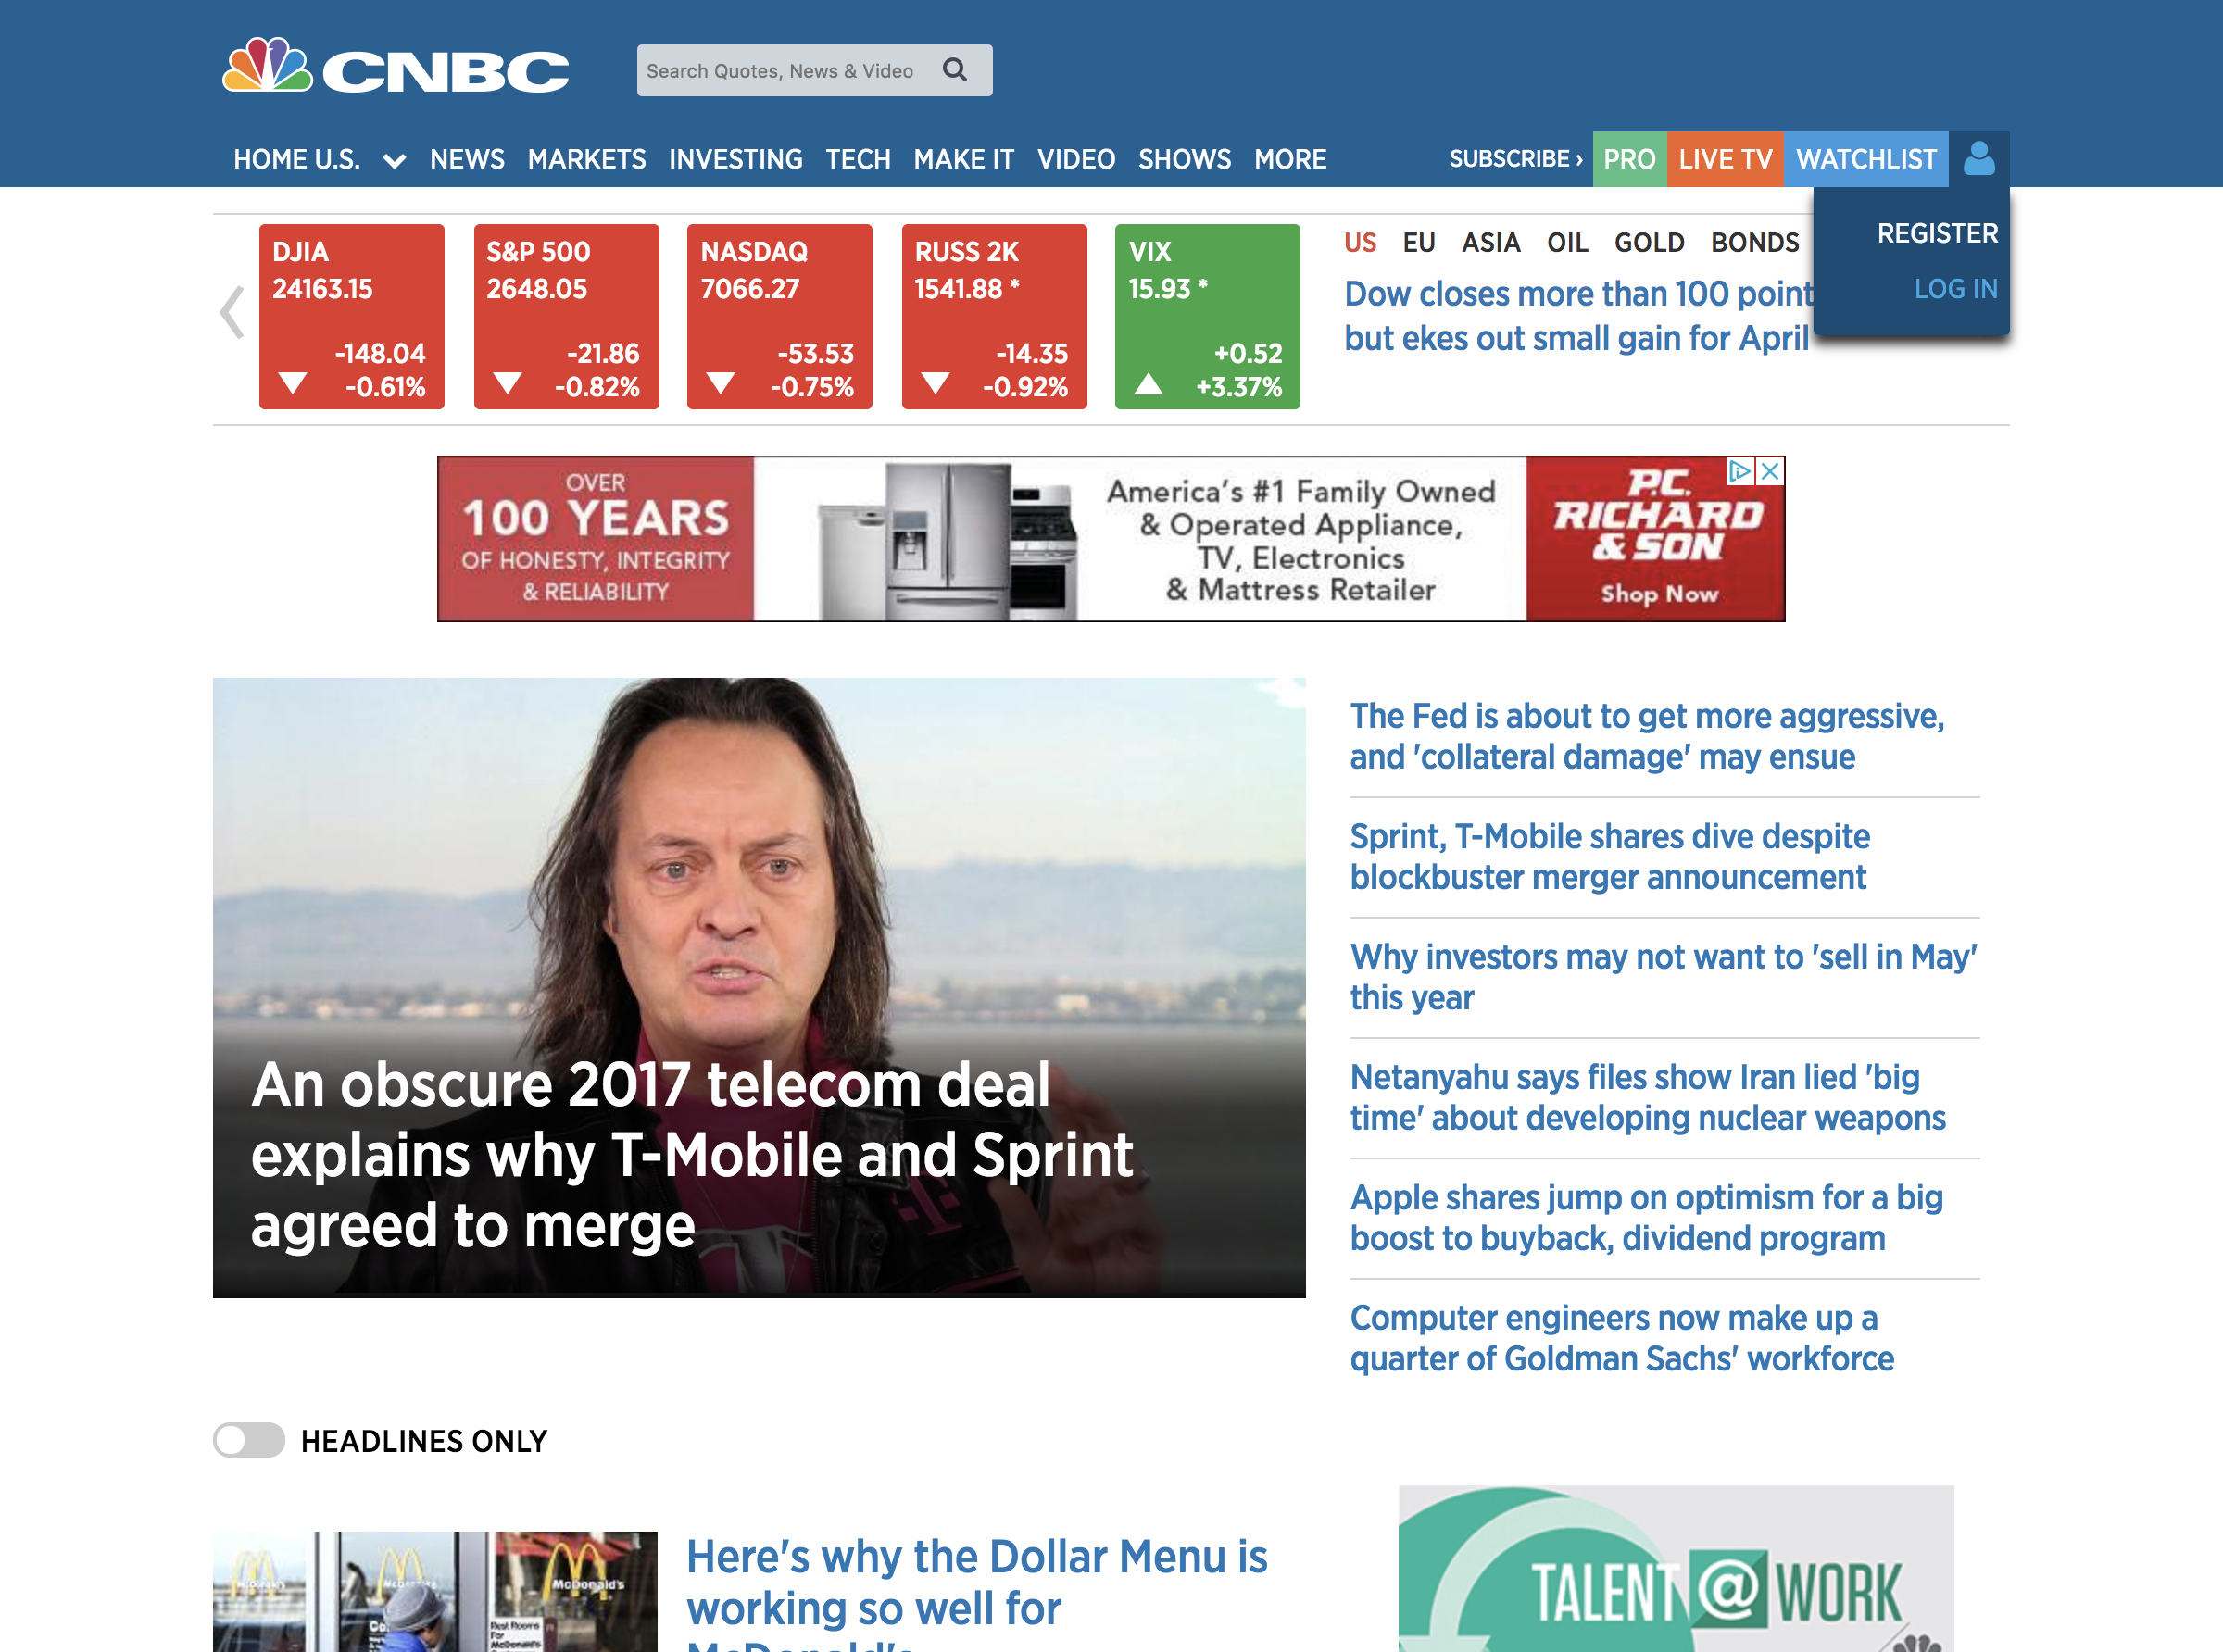 CNBC
Search Quotes, News & Video
HOME U.S. NEWS MARKETS INVESTING TECH MAKE IT VIDEO SHOWS MORE
SUBSCRIBE › PRO LIVE TV WATCHLIST
REGISTER
LOG IN
DJIA
24163.15
-148.04
-0.61%
S&P 500
2648.05
-21.86
-0.82%
NASDAQ
7066.27
-53.53
-0.75%
RUSS 2K
1541.88 *
-14.35
-0.92%
VIX
15.93 *
+0.52
+3.37%
US EU ASIA OIL GOLD BONDS
Dow closes more than 100 point
but ekes out small gain for April
OVER
100 YEARS
OF HONESTY, INTEGRITY
& RELIABILITY
America's #1 Family Owned
& Operated Appliance,
TV, Electronics
& Mattress Retailer
P.C.
RICHARD
& SON
Shop Now
An obscure 2017 telecom deal
explains why T-Mobile and Sprint
agreed to merge
The Fed is about to get more aggressive,
and 'collateral damage' may ensue
Sprint, T-Mobile shares dive despite
blockbuster merger announcement
Why investors may not want to 'sell in May'
this year
Netanyahu says files show Iran lied 'big
time' about developing nuclear weapons
Apple shares jump on optimism for a big
boost to buyback, dividend program
Computer engineers now make up a
quarter of Goldman Sachs' workforce
HEADLINES ONLY
McDonald's
Rest Rooms
For
McDonald's
Here's why the Dollar Menu is
working so well for
McDonald's
TALENT@WORK